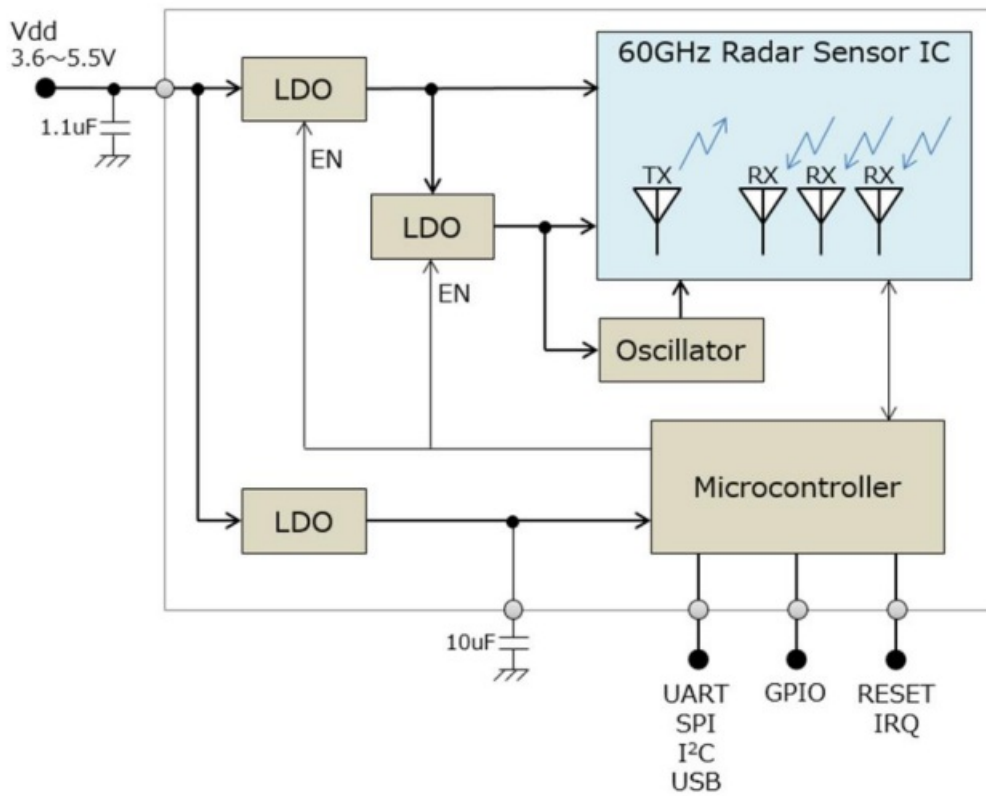 Vdd
3.6～5.5V
1.1uF
LDO
EN
LDO
EN
60GHz Radar Sensor IC
TX
RX
RX
RX
Oscillator
Microcontroller
LDO
10uF
UART
SPI
I²C
USB
GPIO
RESET
IRQ